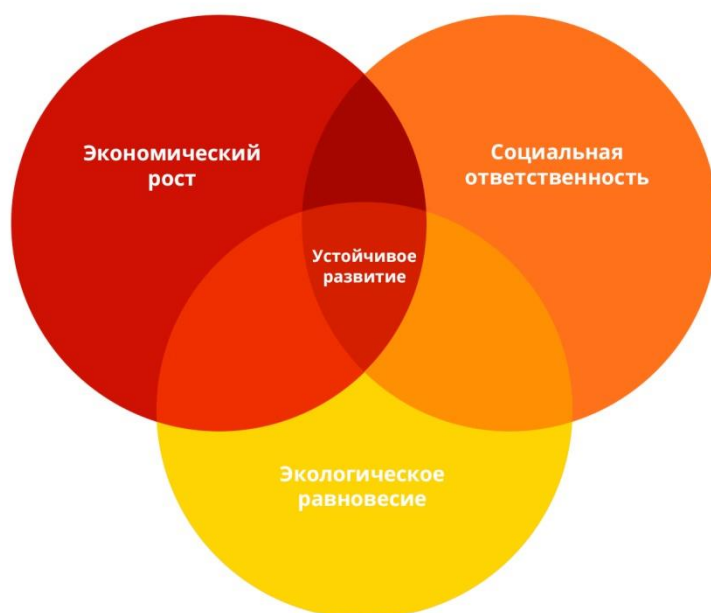 Экономический
рост
Социальная
ответственность
Устойчивое
развитие
Экологическое
равновесие